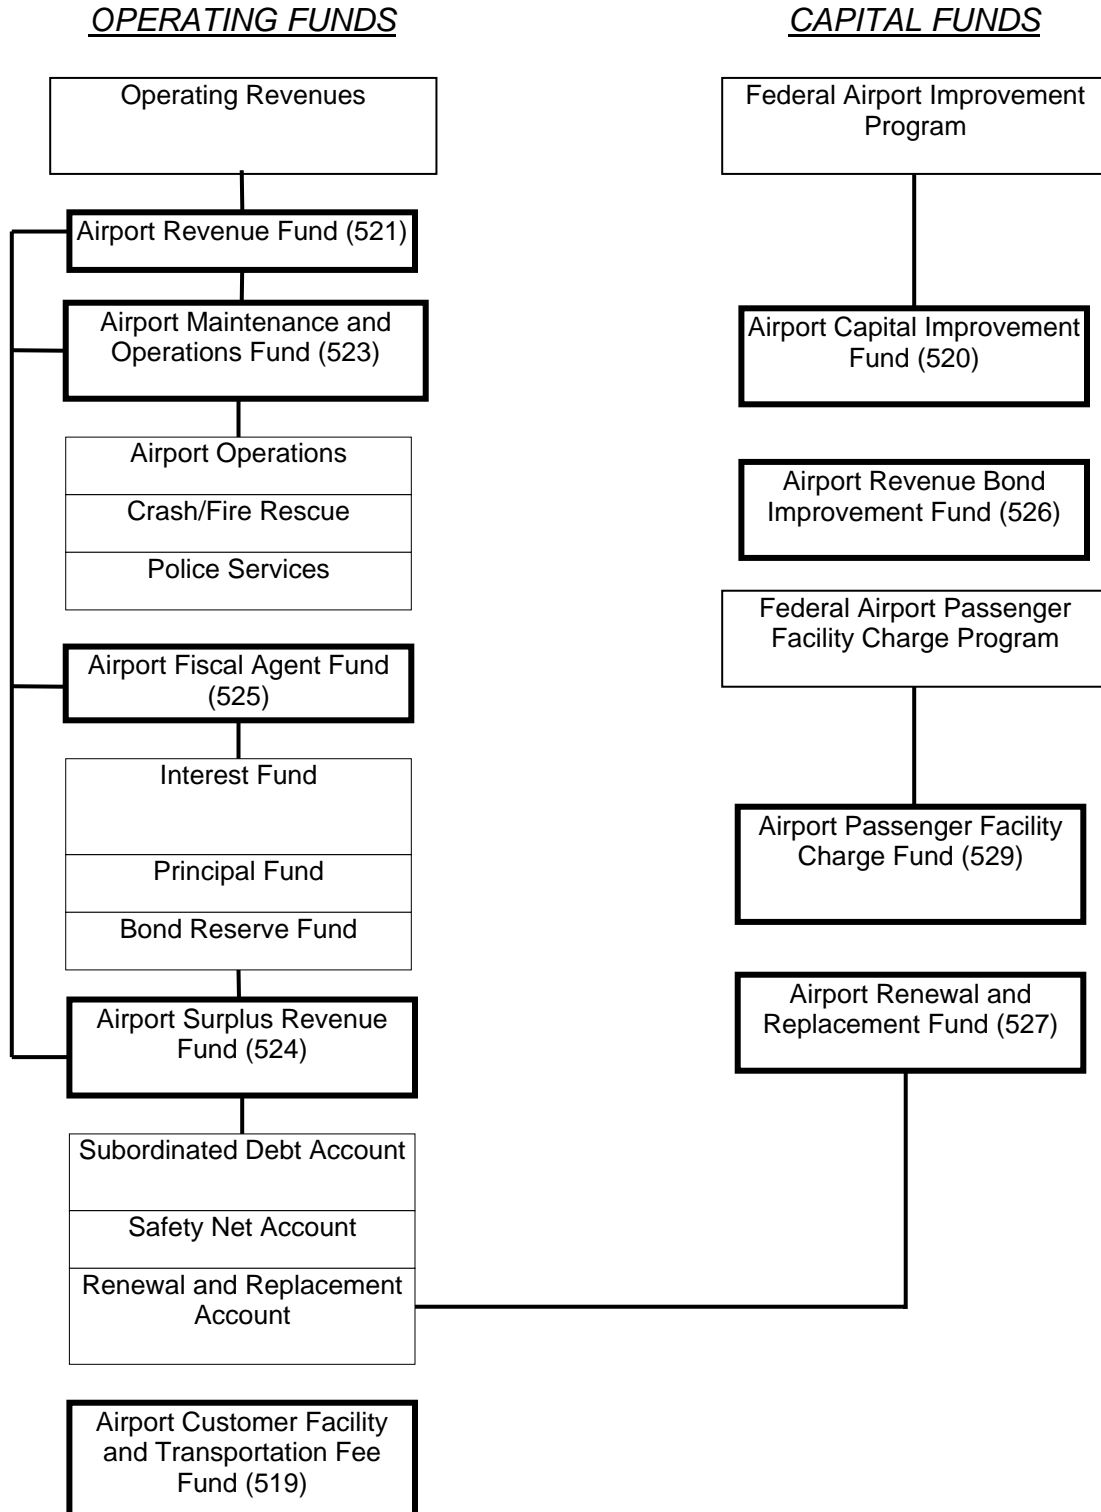 OPERATING FUNDS
CAPITAL FUNDS
Operating Revenues
Airport Revenue Fund (521)
Airport Maintenance and
Operations Fund (523)
Airport Operations
Crash/Fire Rescue
Police Services
Airport Fiscal Agent Fund
(525)
Interest Fund
Principal Fund
Bond Reserve Fund
Airport Surplus Revenue
Fund (524)
Subordinated Debt Account
Safety Net Account
Renewal and Replacement
Account
Airport Customer Facility
and Transportation Fee
Fund (519)
Federal Airport Improvement
Program
Airport Capital Improvement
Fund (520)
Airport Revenue Bond
Improvement Fund (526)
Federal Airport Passenger
Facility Charge Program
Airport Passenger Facility
Charge Fund (529)
Airport Renewal and
Replacement Fund (527)